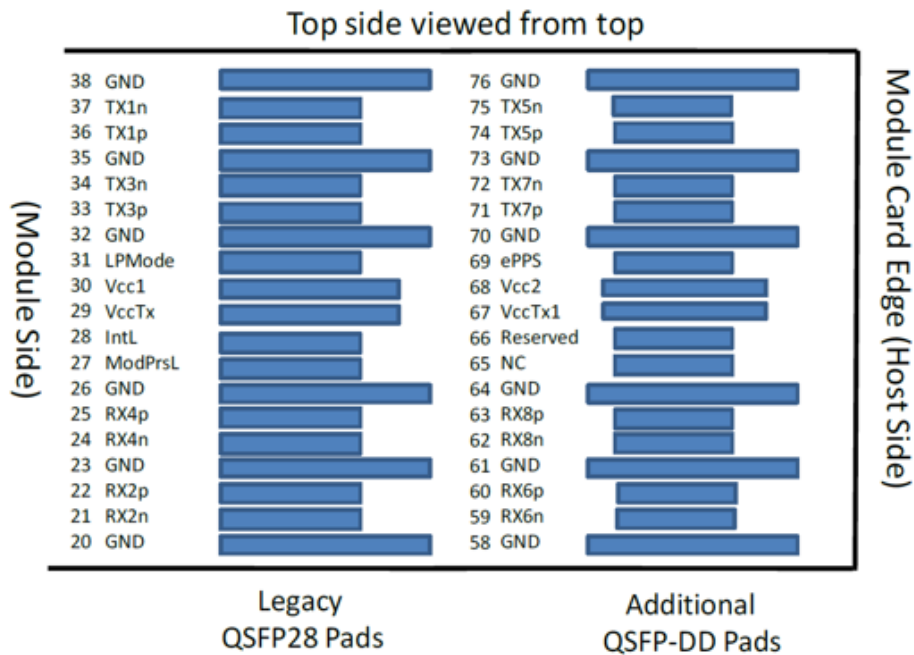 Top side viewed from top
38 GND 76 GND
37 TX1n 75 TX5n
36 TX1p 74 TX5p
35 GND 73 GND
34 TX3n 72 TX7n
33 TX3p 71 TX7p
32 GND 70 GND
31 LPMode 69 ePPS
30 Vcc1 68 Vcc2
29 VccTx 67 VccTx1
28 IntL 66 Reserved
27 ModPrsL 65 NC
26 GND 64 GND
25 RX4p 63 RX8p
24 RX4n 62 RX8n
23 GND 61 GND
22 RX2p 60 RX6p
21 RX2n 59 RX6n
20 GND 58 GND
(Module Side)
Module Card Edge (Host Side)
Legacy
QSFP28 Pads
Additional
QSFP-DD Pads